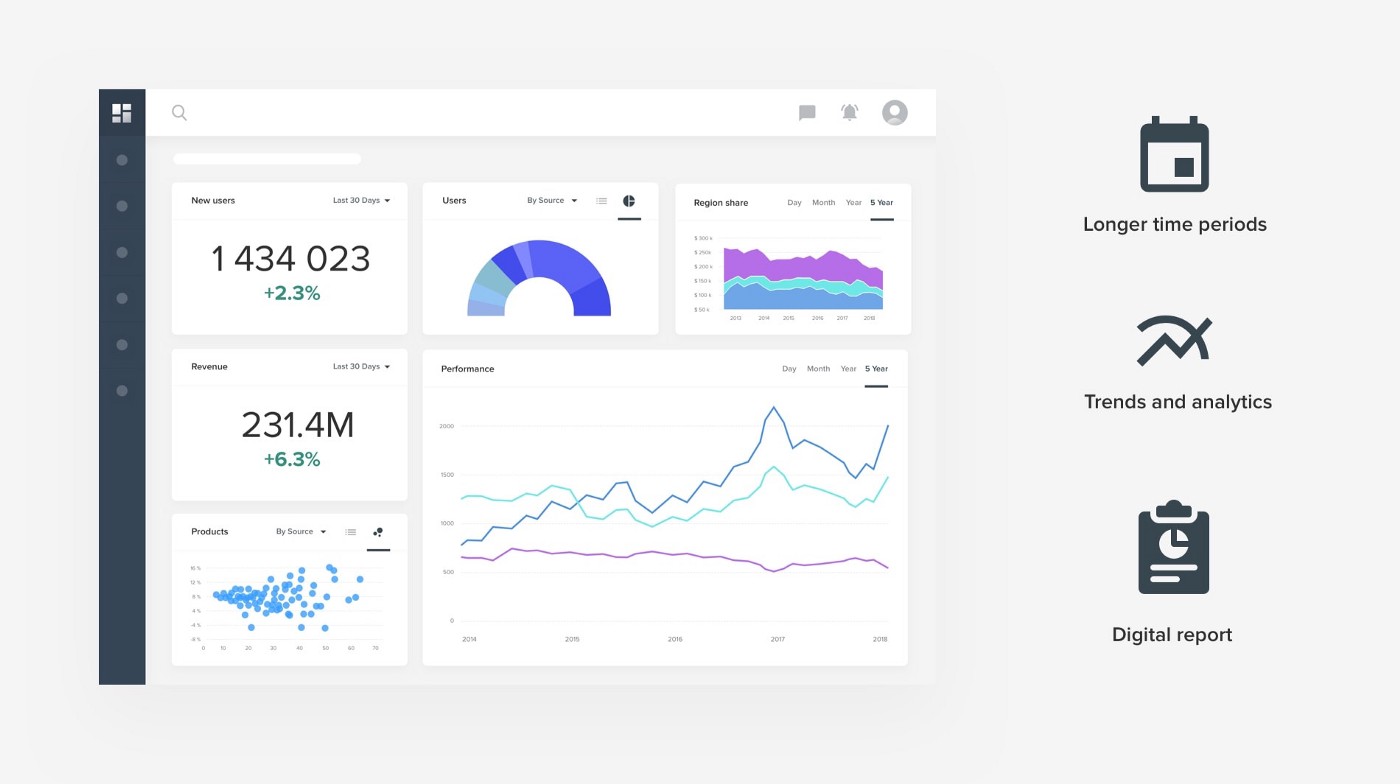 New users
Last 30 Days
1 434 023
+2.3%
Users
By Source
Region share
Day Month Year 5 Year
$ 300 k
$ 250k
$ 200 k
$ 150 k
$ 100 k
$ 50 k
2013 2014 2015 2016 2017 2018
Revenue
Last 30 Days
231.4M
+6.3%
Performance
Day Month Year 5 Year
2000
1500
1000
500
0
2014 2015 2016 2017 2018
Products
By Source
16 %
12 %
8 %
4 %
-4 %
-8 %
0 10 20 30 40 50 60 70
Longer time periods
Trends and analytics
Digital report